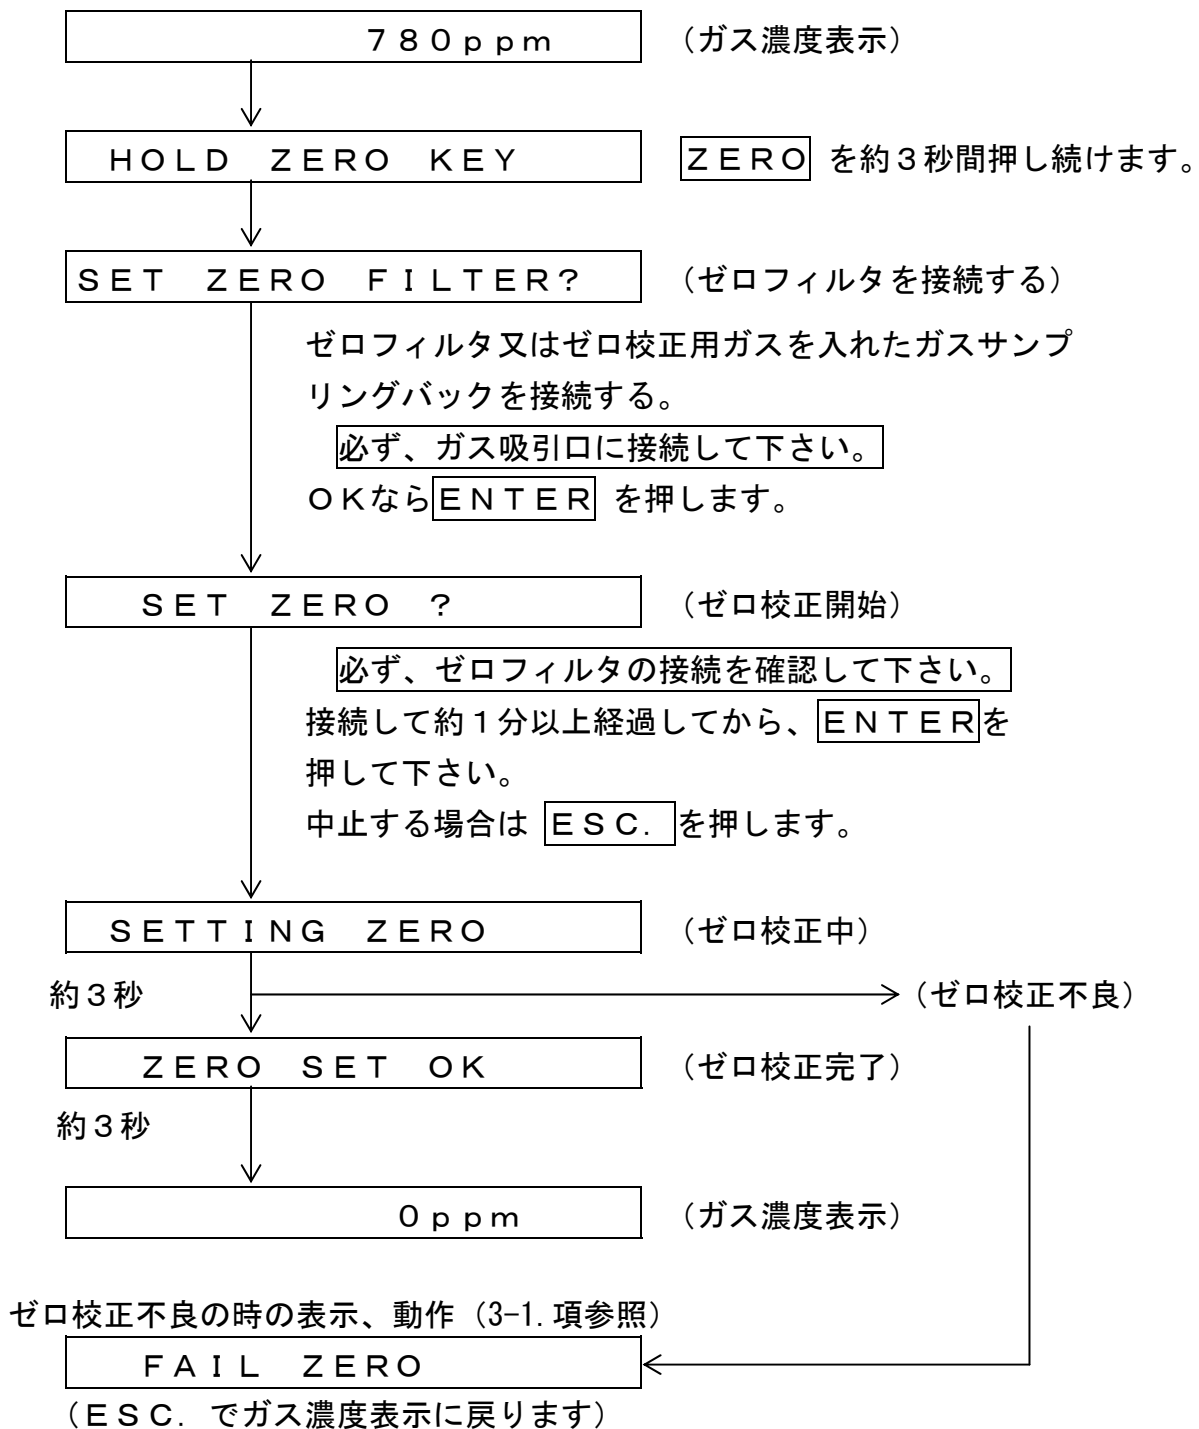 ７８０ｐｐｍ （ガス濃度表示）
ＨＯＬＤ　ＺＥＲＯ　ＫＥＹ ＺＥＲＯ を約３秒間押し続けます。
ＳＥＴ　ＺＥＲＯ　ＦＩＬＴＥＲ？ （ゼロフィルタを接続する）
ゼロフィルタ又はゼロ校正用ガスを入れたガスサンプ
リングバックを接続する。
必ず、ガス吸引口に接続して下さい。
ＯＫならＥＮＴＥＲ を押します。
ＳＥＴ　ＺＥＲＯ　？ （ゼロ校正開始）
必ず、ゼロフィルタの接続を確認して下さい。
接続して約１分以上経過してから、ＥＮＴＥＲを
押して下さい。
中止する場合は ＥＳＣ．を押します。
ＳＥＴＴＩＮＧ　ＺＥＲＯ （ゼロ校正中）
約３秒 （ゼロ校正不良）
ＺＥＲＯ　ＳＥＴ　ＯＫ （ゼロ校正完了）
約３秒
０ｐｐｍ （ガス濃度表示）
ゼロ校正不良の時の表示、動作（3-1.項参照）
ＦＡＩＬ　ＺＥＲＯ
（ＥＳＣ．でガス濃度表示に戻ります）